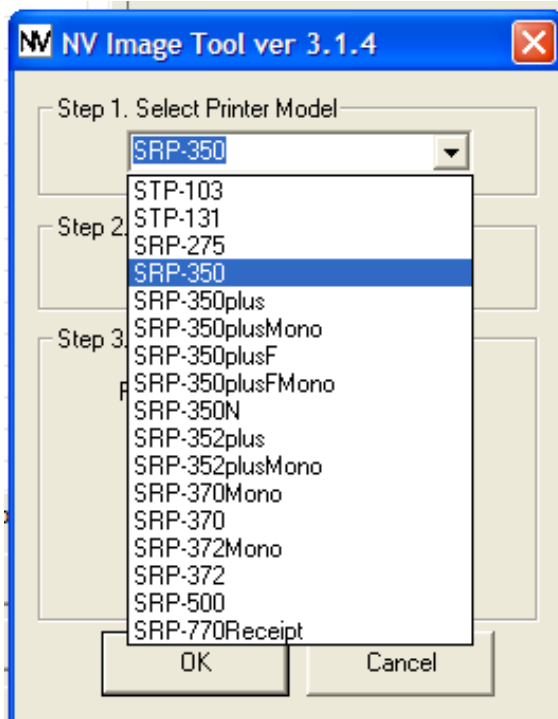 NV NV Image Tool ver 3.1.4
Step 1. Select Printer Model
SRP-350
STP-103
STP-131
Step 2.
SRP-275
SRP-350
SRP-350plus
SRP-350plusMono
Step 3.
SRP-350plusF
SRP-350plusFMono
SRP-350N
SRP-352plus
SRP-352plusMono
SRP-370Mono
SRP-370
SRP-372Mono
SRP-372
SRP-500
SRP-770Receipt
OK Cancel